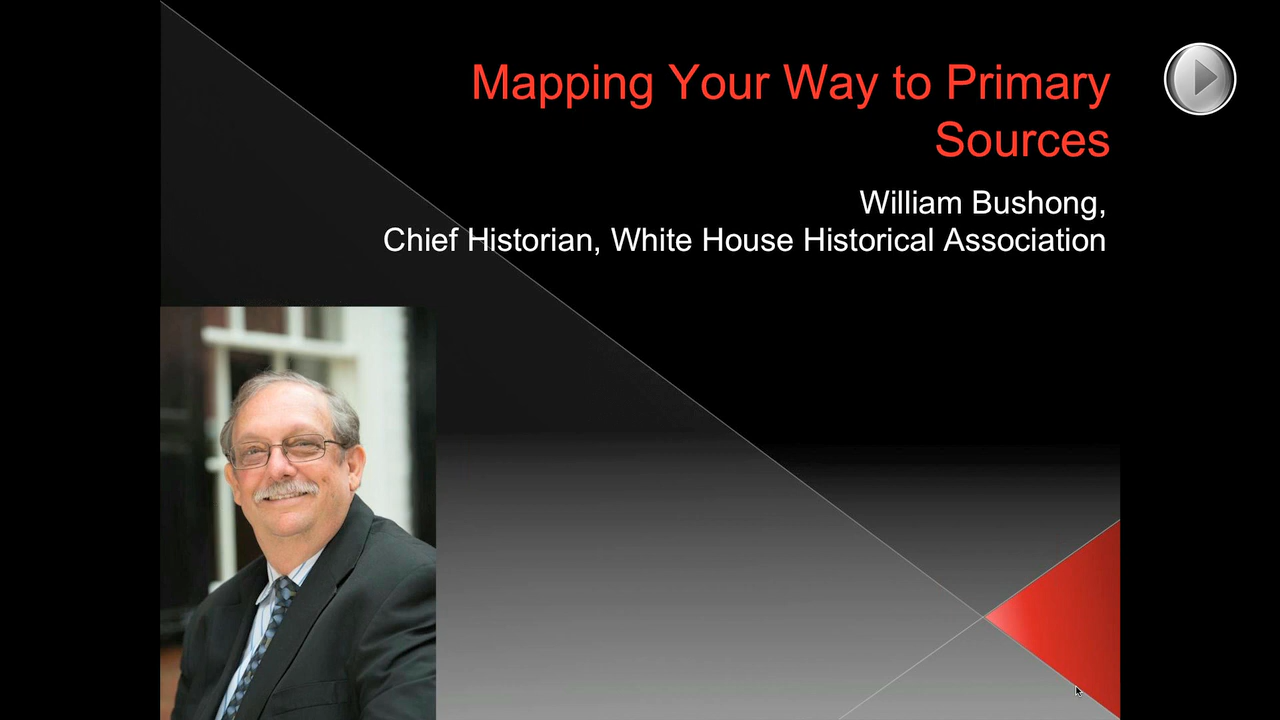 Mapping Your Way to Primary
Sources
William Bushong,
Chief Historian, White House Historical Association